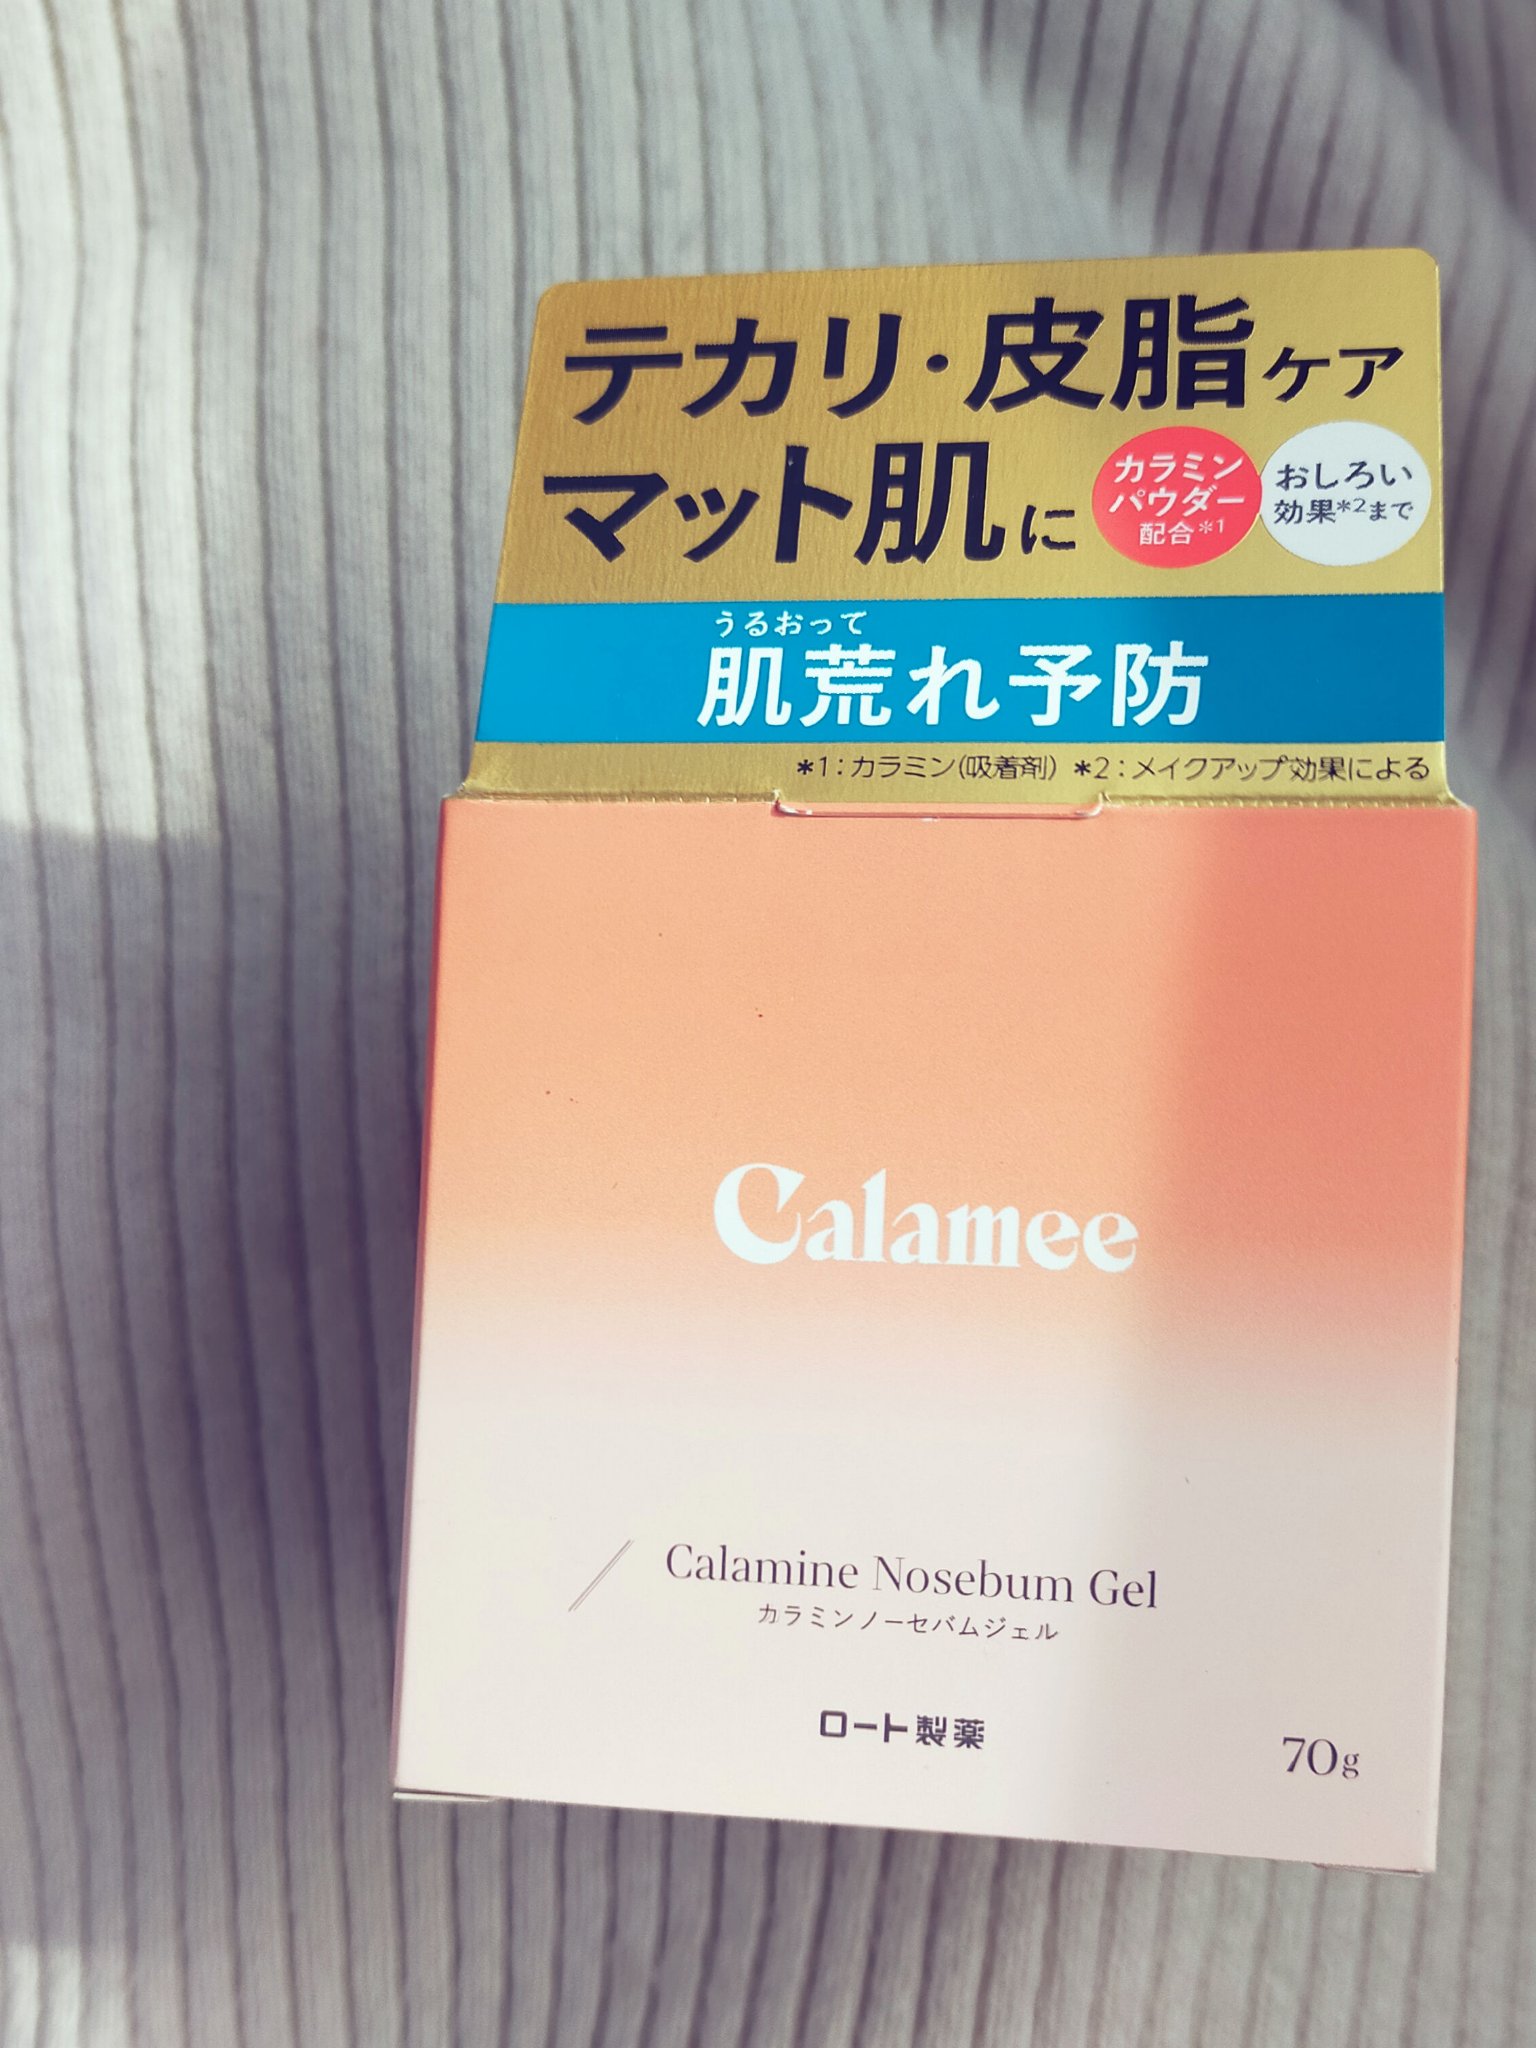 テカリ・皮脂ケア
マット肌に
カラミン
パウダー
配合*1
おしろい
効果*2まで
うるおって
肌荒れ予防
*1：カラミン(吸着剤) *2：メイクアップ効果による
Calamee
Calamine Nosebum Gel
カラミンノーセバムジェル
ロート製薬
70g